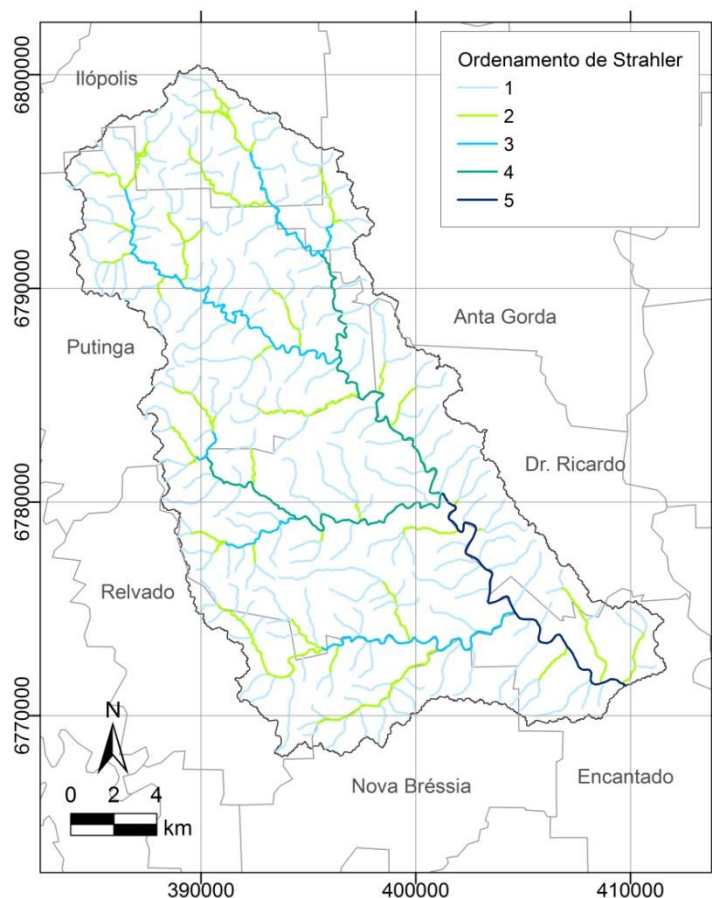 Ordenamento de Strahler
1
2
3
4
5
Ilópolis
Anta Gorda
Putinga
Dr. Ricardo
Relvado
Nova Bréssia
Encantado
N
0 2 4
km
6800000
6790000
6780000
6770000
390000 400000 410000